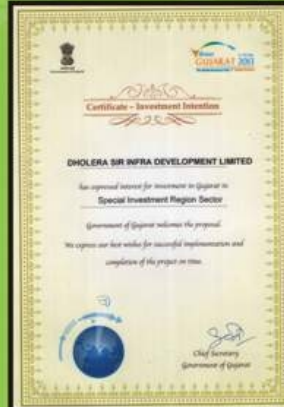 GUJARAT 2013
Certificate - Investment Intention
DHOLERA SIR INFRA DEVELOPMENT LIMITED
has expressed interest for investment in Gujarat in
Special Investment Region Sector
Government of Gujarat welcomes the proposal.
We express our best wishes for successful implementation and
completion of the project on time.
Chief Secretary
Government of Gujarat